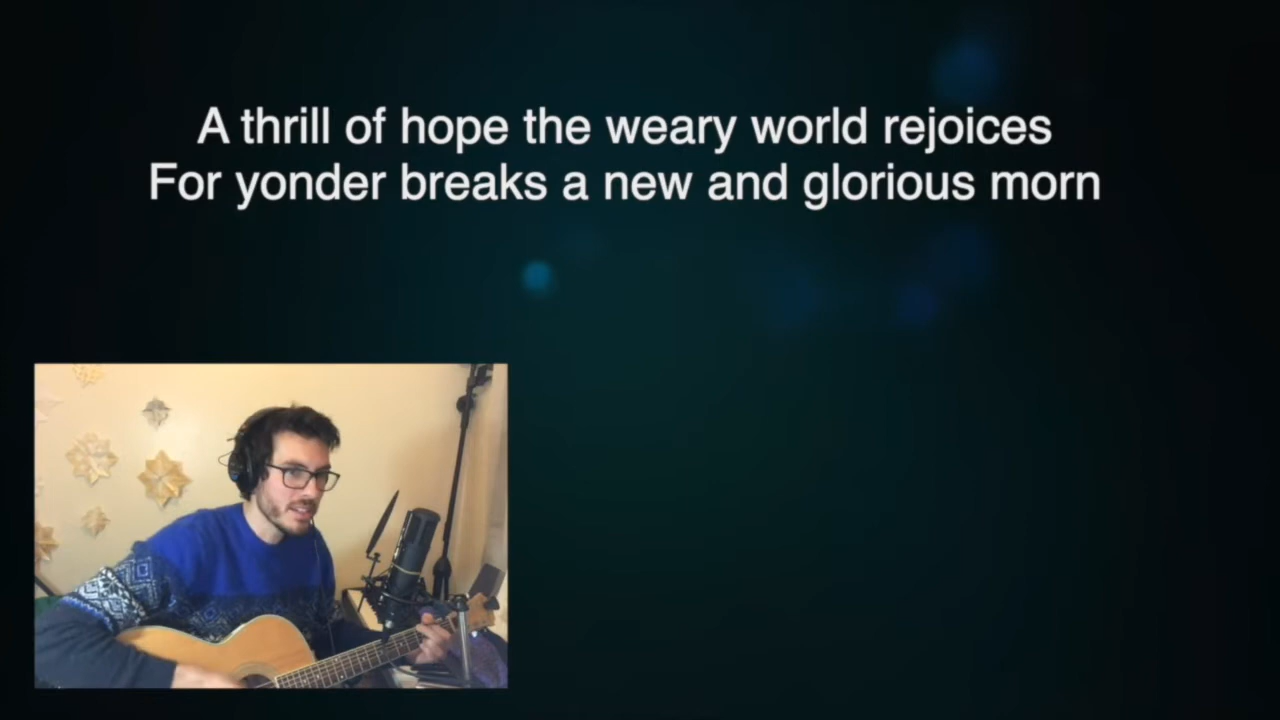 A thrill of hope the weary world rejoices
For yonder breaks a new and glorious morn